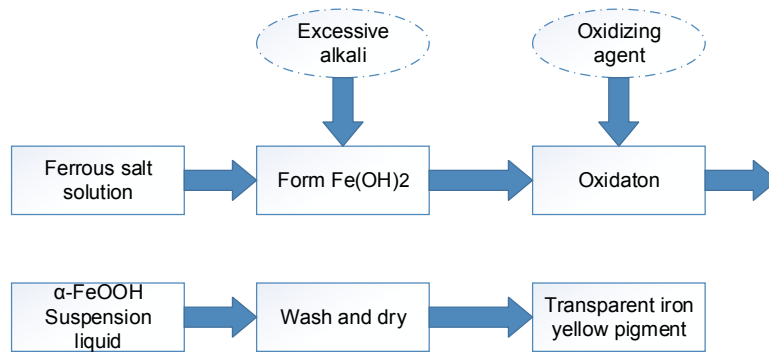 Excessive
alkali
Oxidizing
agent
Ferrous salt
solution
Form Fe(OH)2
Oxidaton
α-FeOOH
Suspension
liquid
Wash and dry
Transparent iron
yellow pigment